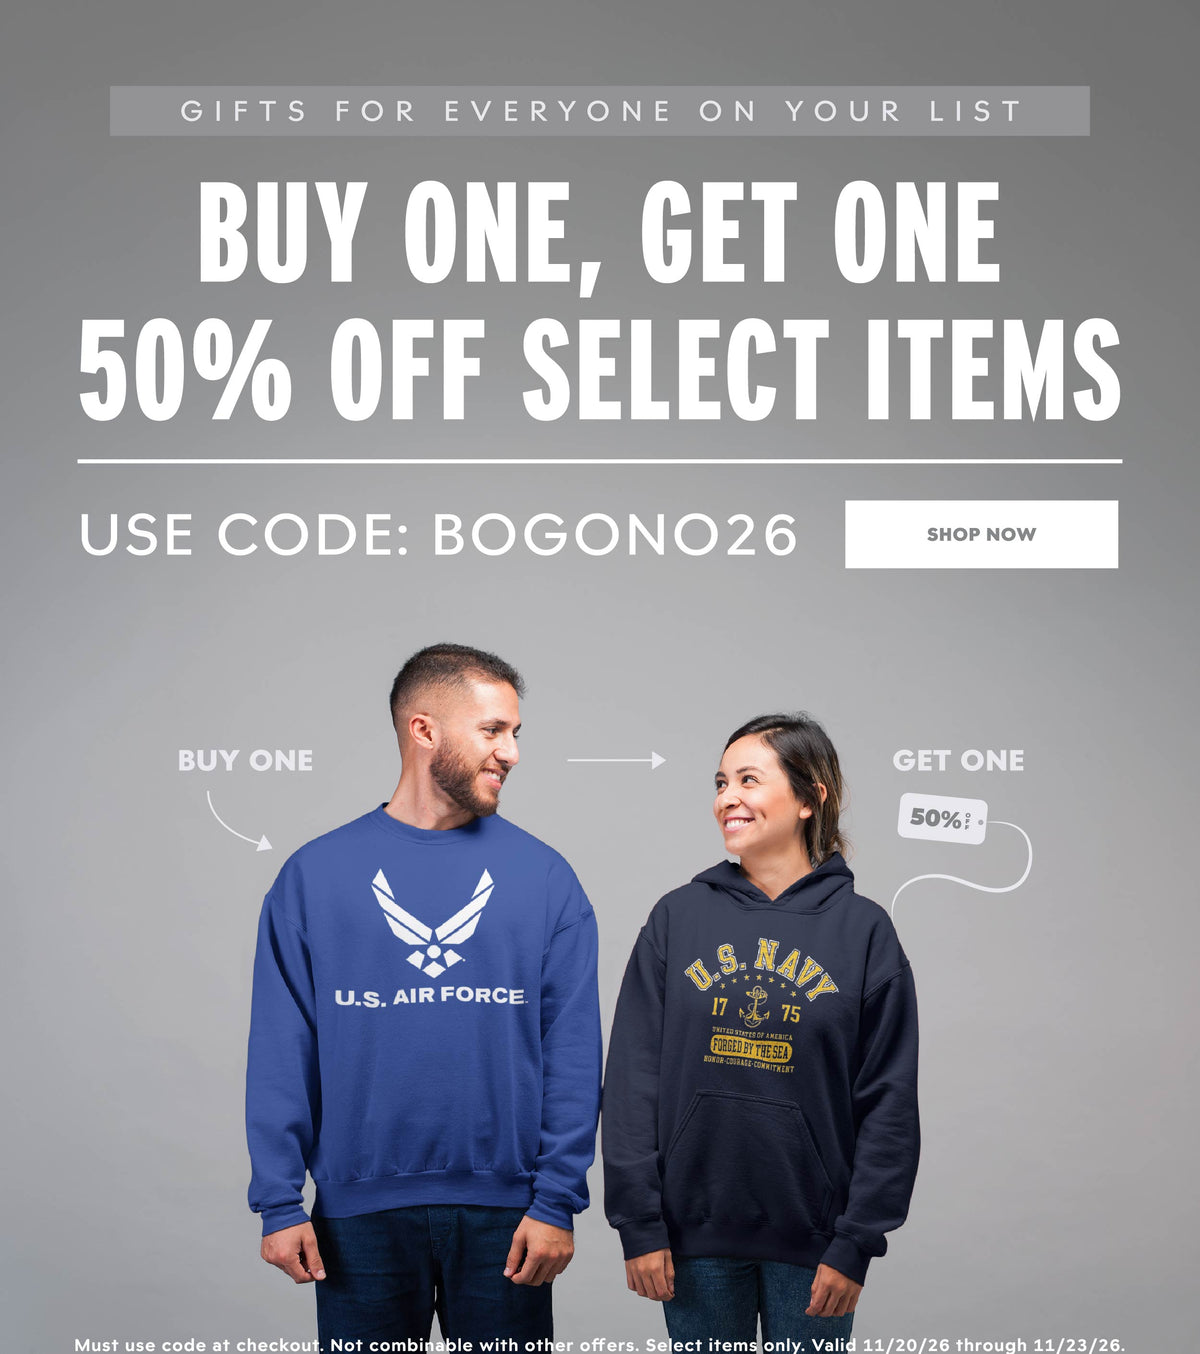 GIFTS FOR EVERYONE ON YOUR LIST
BUY ONE, GET ONE
50% OFF SELECT ITEMS
USE CODE: BOGONO26
SHOP NOW
BUY ONE
GET ONE
50% OFF
U.S. AIR FORCE
U.S. NAVY
17 75
UNITED STATES OF AMERICA
FORGED BY THE SEA
HONOR-COURAGE-COMMITMENT
Must use code at checkout. Not combinable with other offers. Select items only. Valid 11/20/26 through 11/23/26.